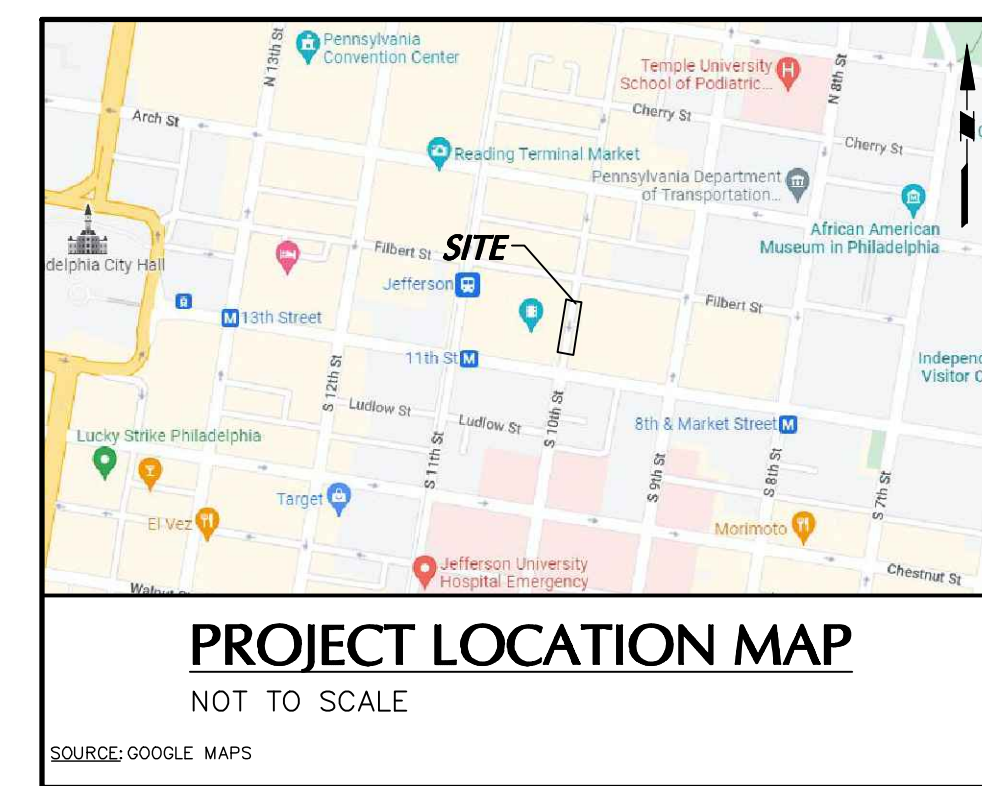 N 13th St
Pennsylvania
Convention Center
Temple University
School of Podiatric...
H
N 8th St
Arch St
Cherry St
Cherry St
Reading Terminal Market
Pennsylvania Department
of Transportation...
African American
Museum in Philadelphia
delphia City Hall
Filbert St
SITE
Jefferson
Filbert St
M 13th Street
11th St M
Independ
Visitor C
S 12th St
Ludlow St
Ludlow St
S 10th St
8th & Market Street M
Lucky Strike Philadelphia
S 11th St
S 9th St
S 8th St
S 7th St
Target
El Vez
Morimoto
Jefferson University
Hospital Emergency
Chestnut St
N
PROJECT LOCATION MAP
NOT TO SCALE
SOURCE: GOOGLE MAPS